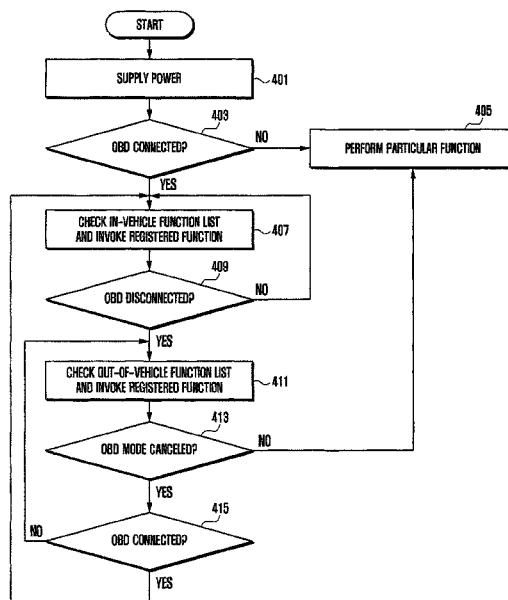 START
SUPPLY POWER
401
403
OBD CONNECTED?
NO
405
PERFORM PARTICULAR FUNCTION
YES
CHECK IN-VEHICLE FUNCTION LIST
AND INVOKE REGISTERED FUNCTION
407
409
OBD DISCONNECTED?
NO
YES
CHECK OUT-OF-VEHICLE FUNCTION LIST
AND INVOKE REGISTERED FUNCTION
411
413
OBD MODE CANCELED?
NO
YES
415
NO
OBD CONNECTED?
YES